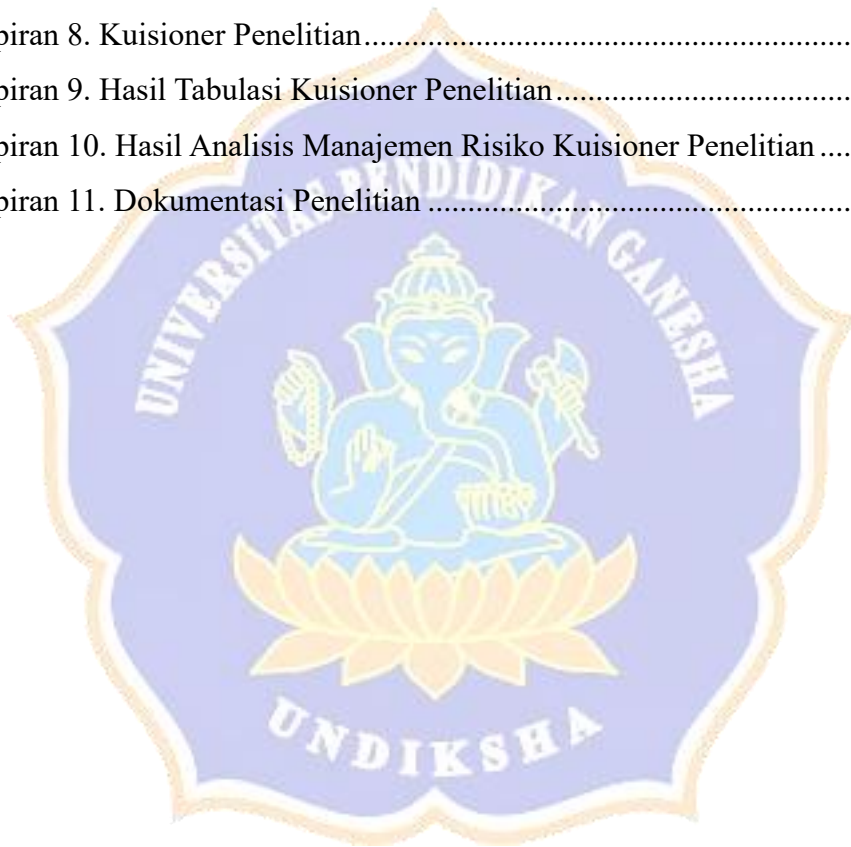 piran 8. Kuisioner Penelitian..................................................................
piran 9. Hasil Tabulasi Kuisioner Penelitian.........................................
piran 10. Hasil Analisis Manajemen Risiko Kuisioner Penelitian ....
piran 11. Dokumentasi Penelitian .........................................................
UNIVERSITAS PENDIDIKAN GANESHA
UNDIKSHA